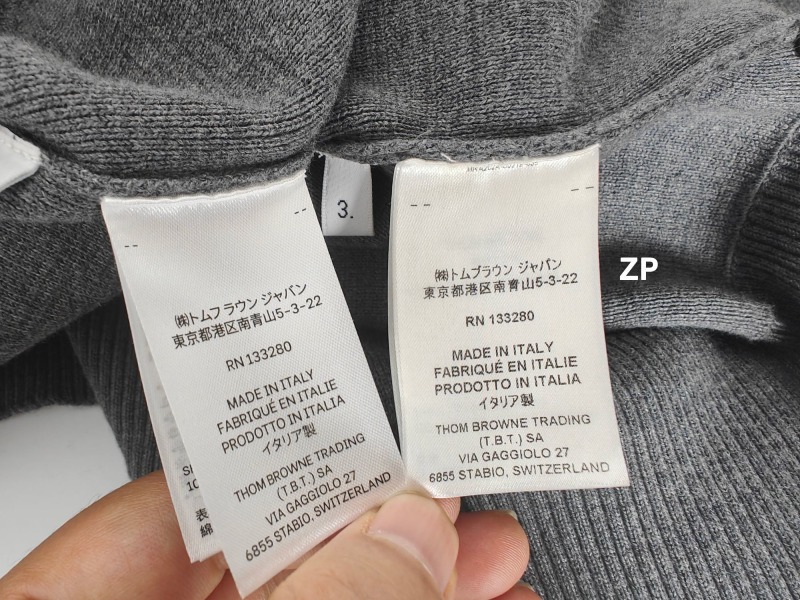 3.
㈱トムブラウン ジャパン
東京都港区南青山5-3-22
RN 133280
MADE IN ITALY
FABRIQUÉ EN ITALIE
PRODOTTO IN ITALIA
イタリア製
THOM BROWNE TRADING
(T.B.T.) SA
VIA GAGGIOLO 27
6855 STABIO, SWITZERLAND
表
綿
㈱トムブラウン ジャパン
東京都港区南青山5-3-22
RN 133280
MADE IN ITALY
FABRIQUÉ EN ITALIE
PRODOTTO IN ITALIA
イタリア製
THOM BROWNE TRADING
(T.B.T.) SA
VIA GAGGIOLO 27
6855 STABIO, SWITZERLAND
ZP